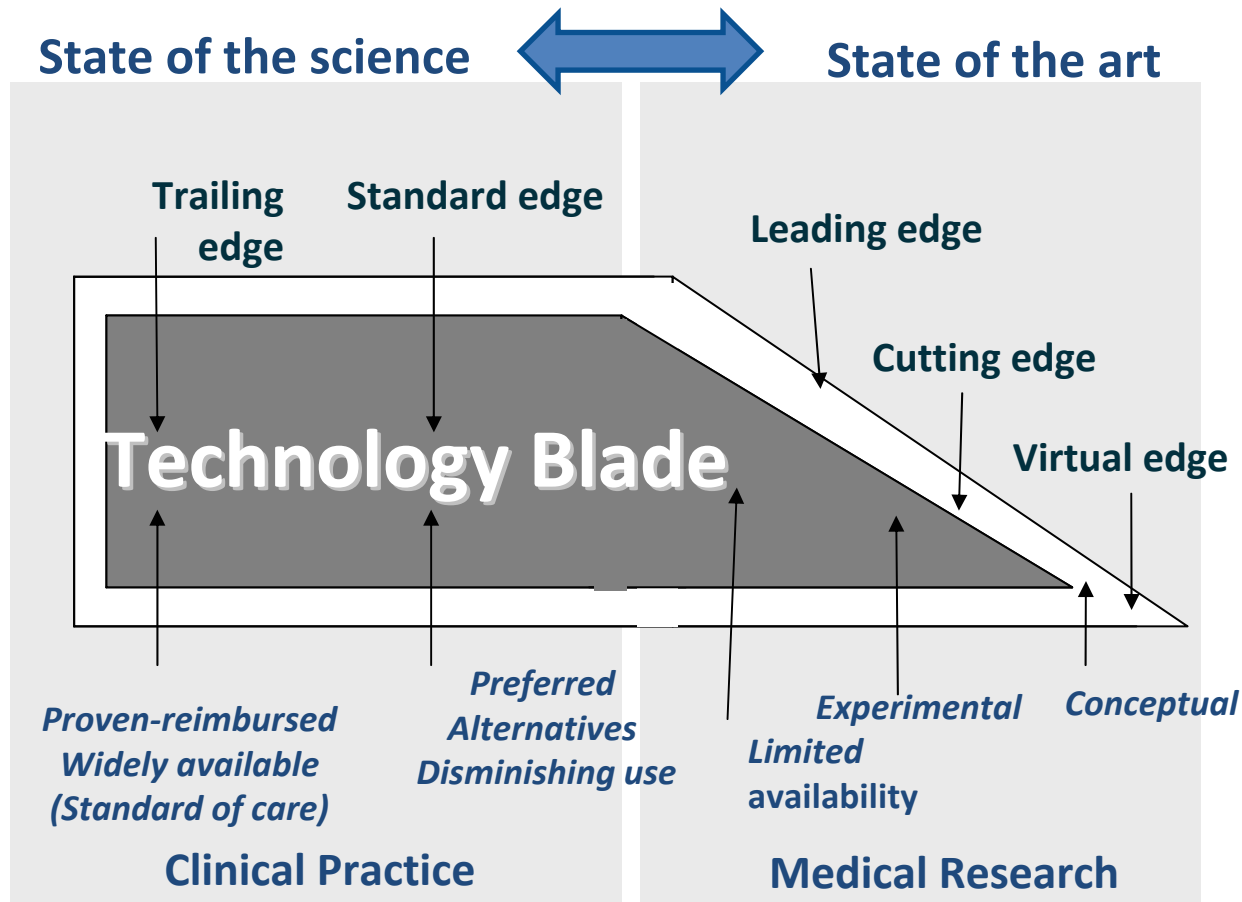 State of the science
State of the art
Trailing
edge
Standard edge
Leading edge
Cutting edge
Virtual edge
Technology Blade
Proven-reimbursed
Widely available
(Standard of care)
Preferred
Alternatives
Disminishing use
Limited
availability
Experimental
Conceptual
Clinical Practice
Medical Research